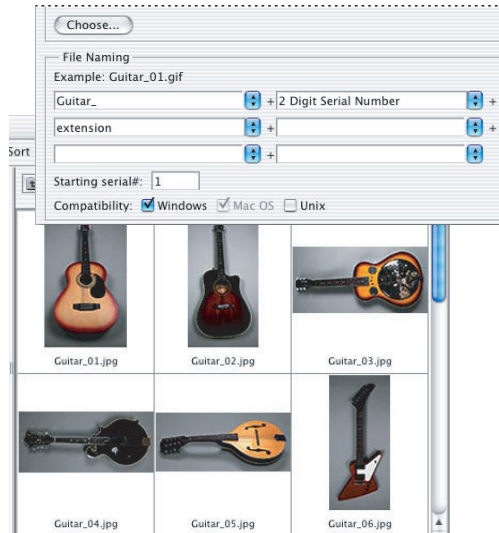 Choose...
File Naming
Example: Guitar_01.gif
Guitar_ + 2 Digit Serial Number +
extension + +
+
Starting serial#: 1
Compatibility: Windows Mac OS Unix
Sort
Guitar_01.jpg Guitar_02.jpg Guitar_03.jpg
Guitar_04.jpg Guitar_05.jpg Guitar_06.jpg